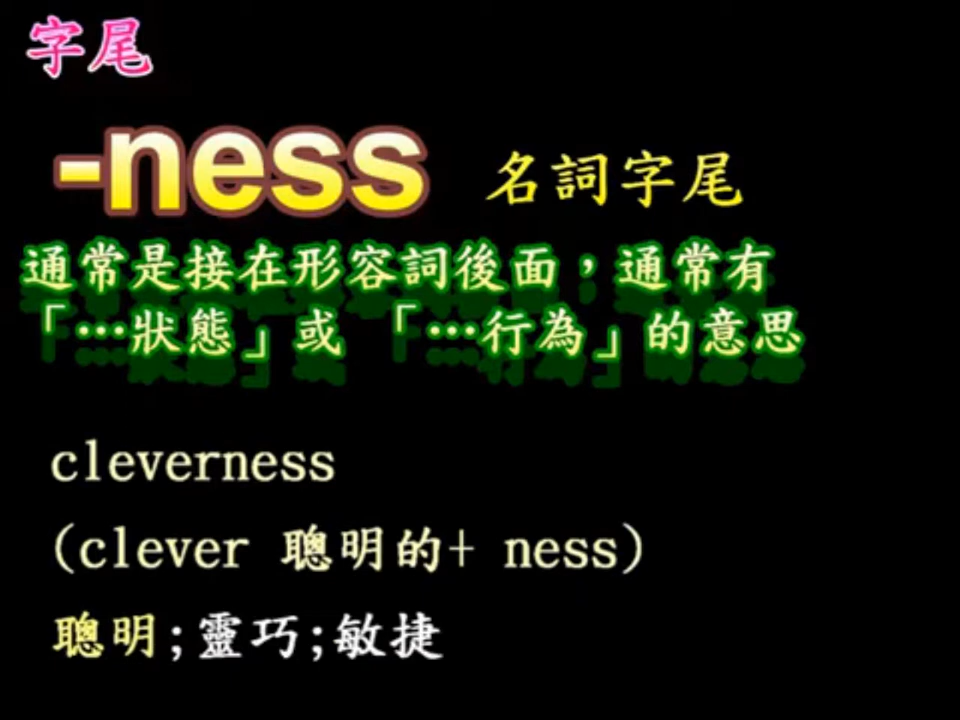 字尾
-ness 名詞字尾
通常是接在形容詞後面，通常有
「…狀態」或 「…行為」的意思
cleverness
(clever 聰明的+ ness)
聰明;靈巧;敏捷